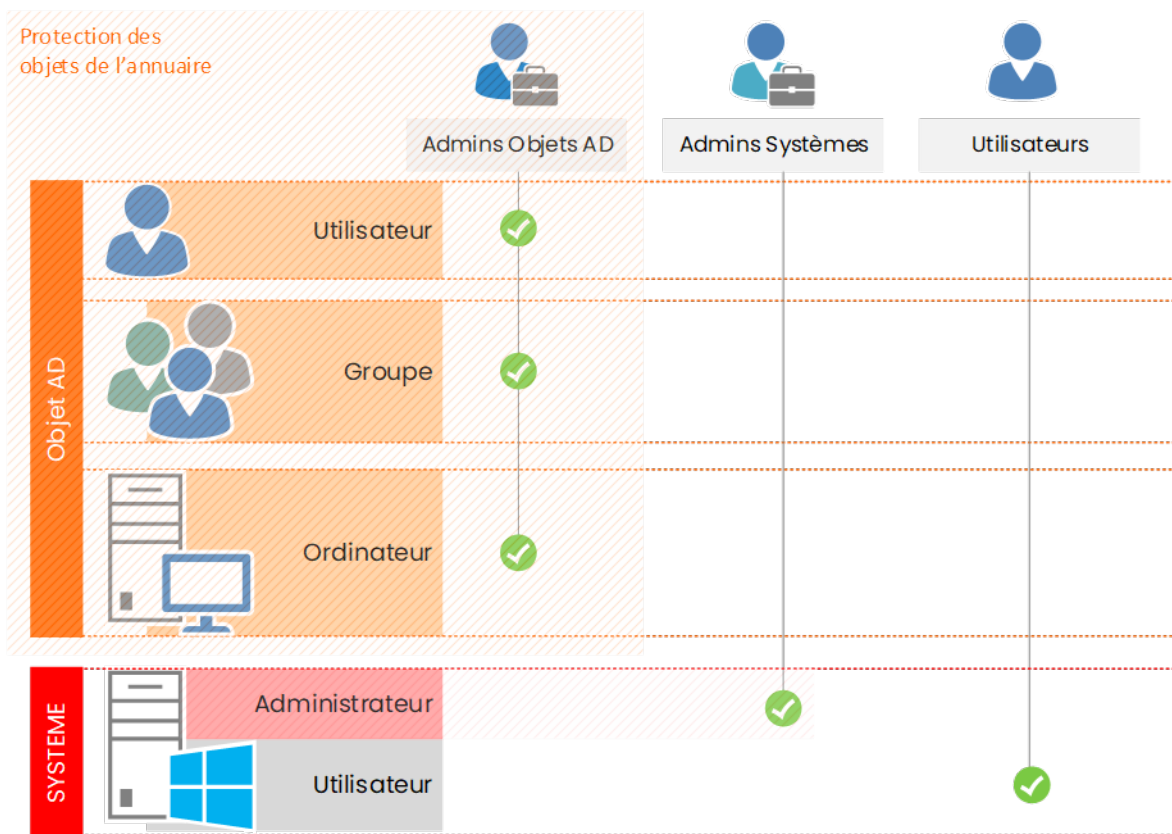 Protection des
objets de l’annuaire
Admins Objets AD
Admins Systèmes
Utilisateurs
Objet AD
Utilisateur
Groupe
Ordinateur
SYSTEME
Administrateur
Utilisateur